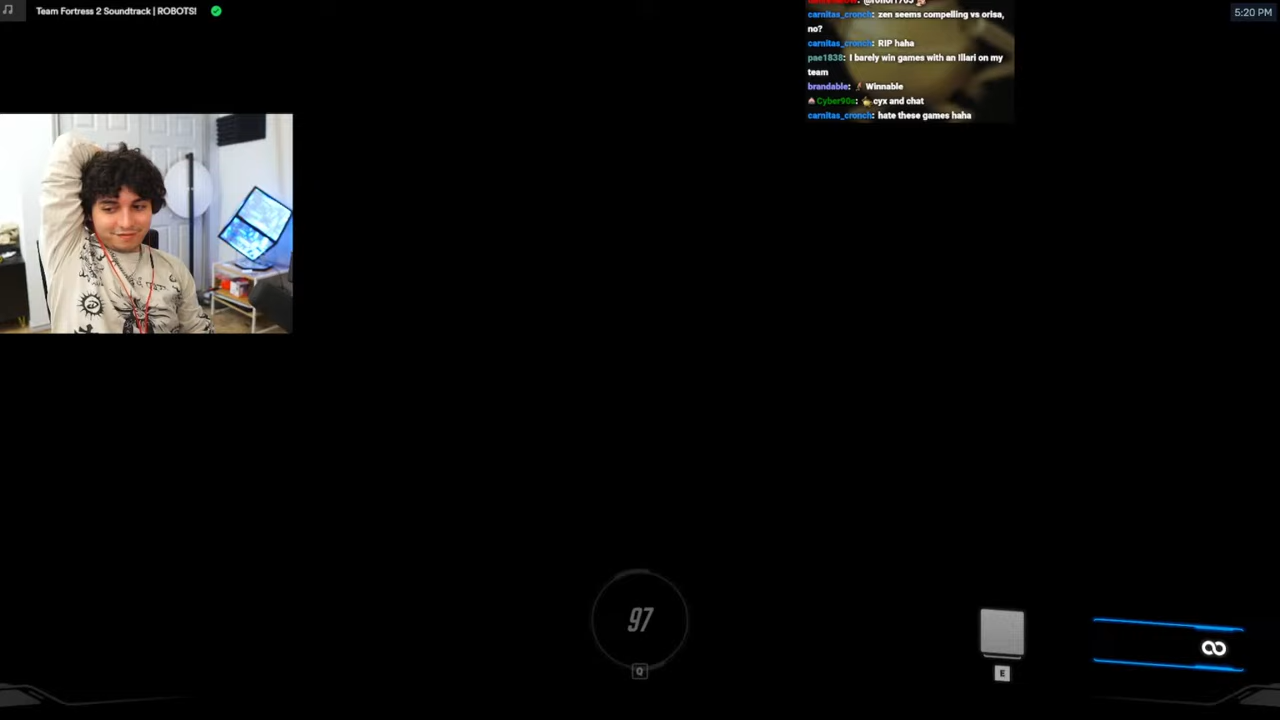 Team Fortress 2 Soundtrack | ROBOTS!
5:20 PM
carnitas_cronch: zen seems compelling vs orisa,
no?
carnitas_cronch: RIP haha
pae1838: I barely win games with an Illari on my
team
brandable: Winnable
Cyber90s: cyx and chat
carnitas_cronch: hate these games haha
97
Q
E
∞